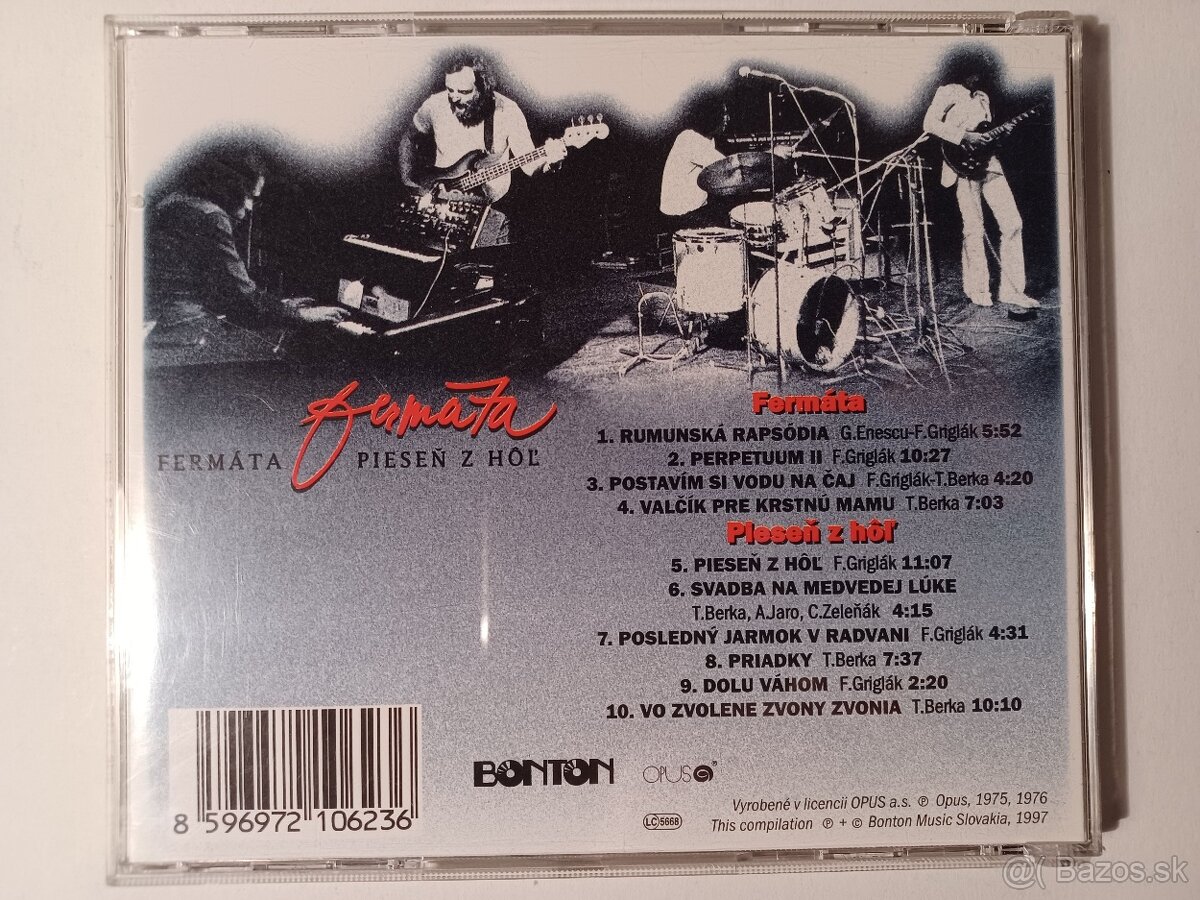 fermata
FERMÁTA PIESEŇ Z HÔĽ
Fermáta
1. RUMUNSKÁ RAPSÓDIA G.Enescu-F.Griglák 5:52
2. PERPETUUM II F.Griglák 10:27
3. POSTAVÍM SI VODU NA ČAJ F.Griglák-T.Berka 4:20
4. VALČÍK PRE KRSTNÚ MAMU T.Berka 7:03
Pieseň z hôľ
5. PIESEŇ Z HÔĽ F.Griglák 11:07
6. SVADBA NA MEDVEDEJ LÚKE
T.Berka, A.Jaro, C.Zeleňák 4:15
7. POSLEDNÝ JARMOK V RADVANI F.Griglák 4:31
8. PRIADKY T.Berka 7:37
9. DOLU VÁHOM F.Griglák 2:20
10. VO ZVOLENE ZVONY ZVONIA T.Berka 10:10
BONTON OPUS ®
8 596972 106236
LC 5668
Vyrobené v licencii OPUS a.s. ℗ Opus, 1975, 1976
This compilation ℗ + © Bonton Music Slovakia, 1997
@( Bazos.sk